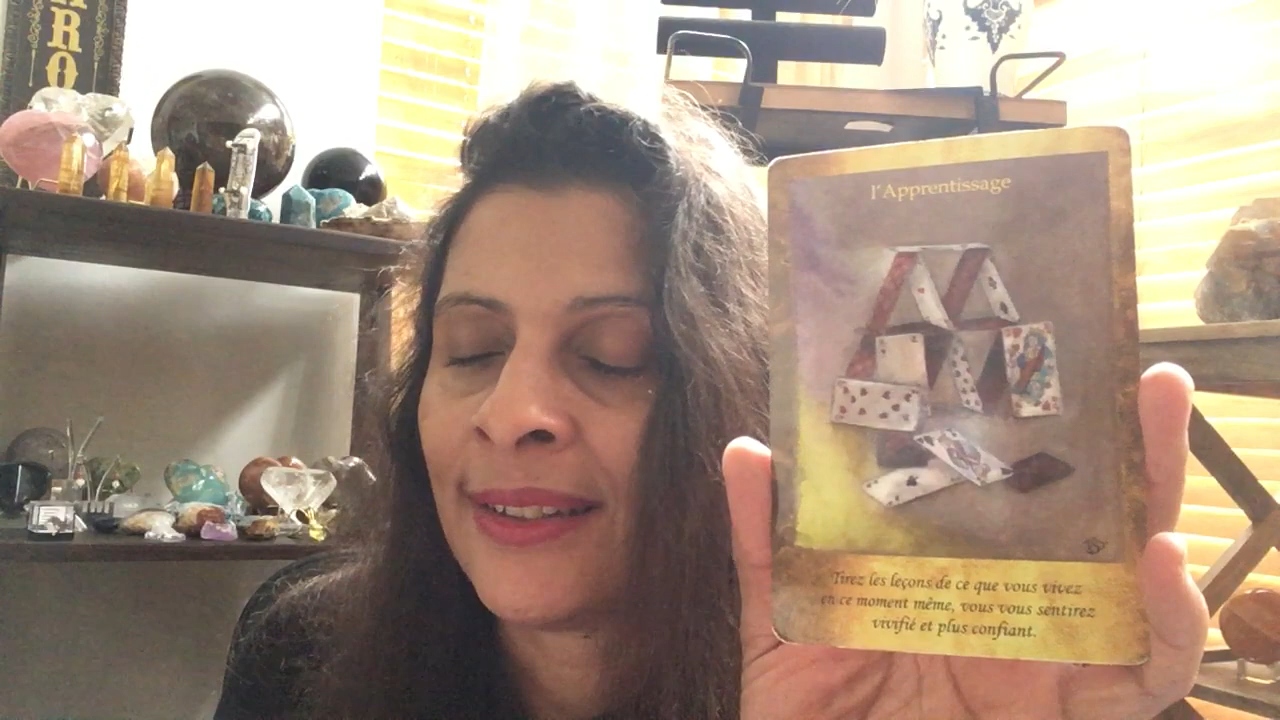 RO
l'Apprentissage
Tirez les leçons de ce que vous vivez
en ce moment même, vous vous sentirez
vivifié et plus confiant.